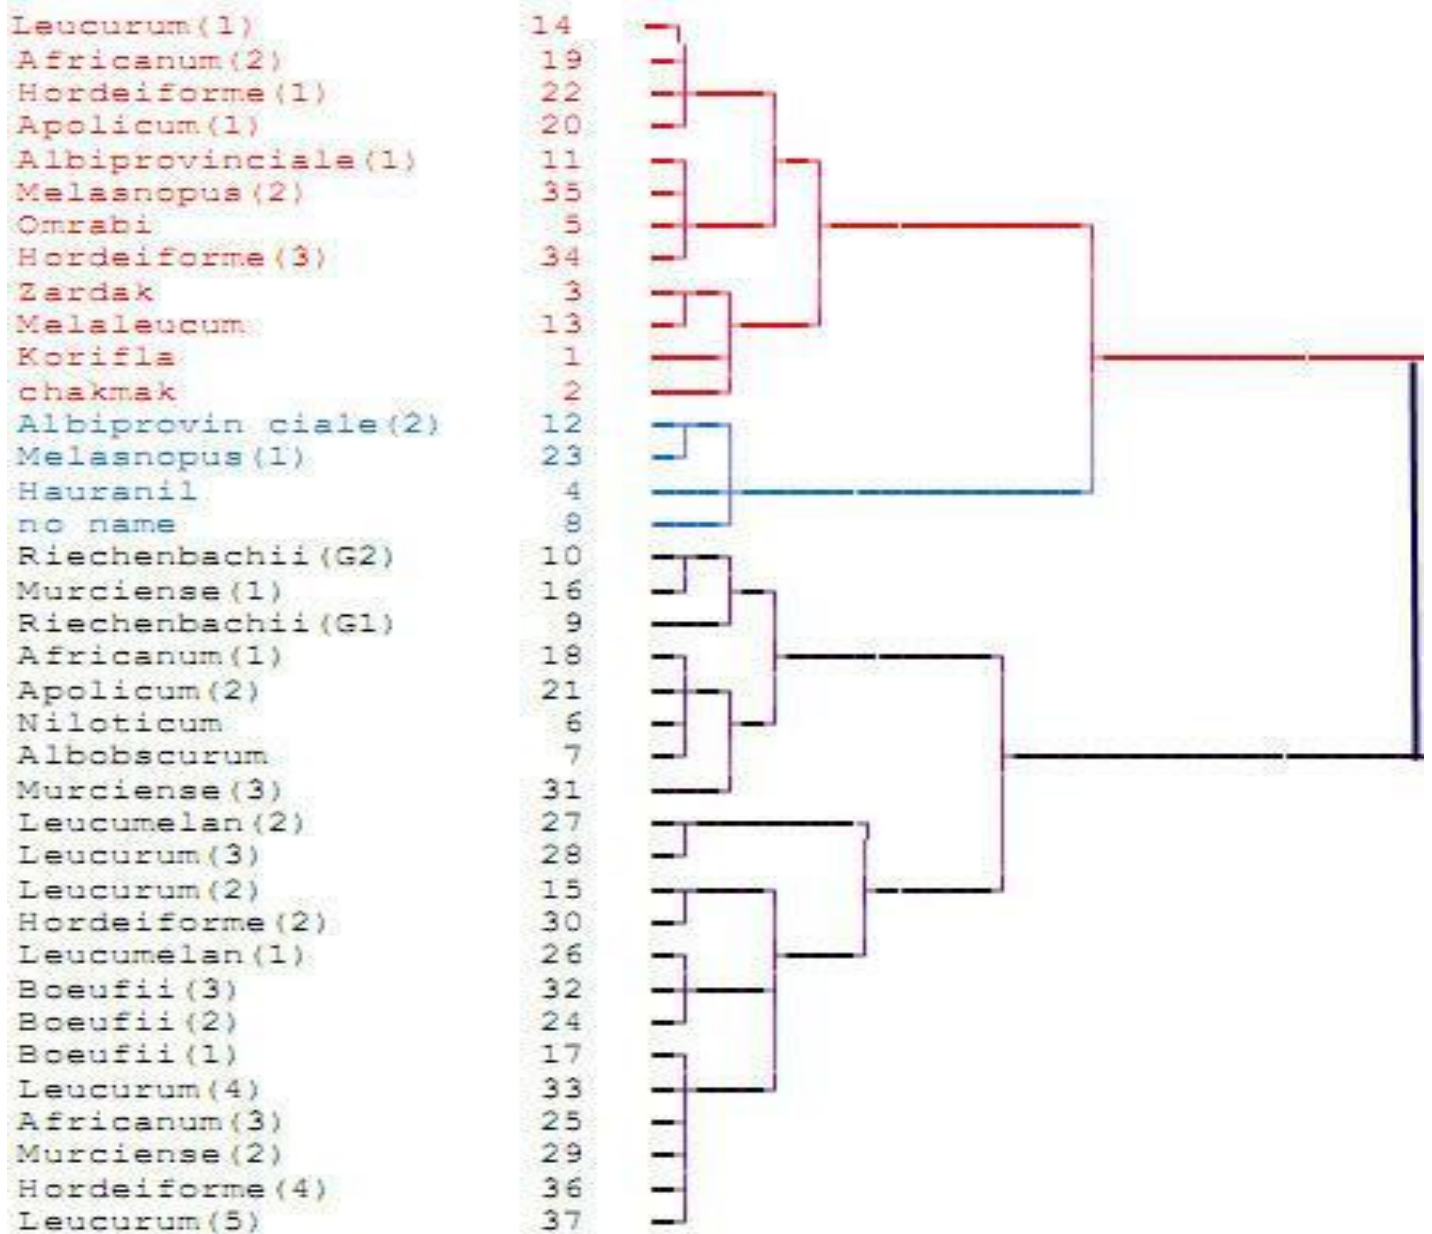 Leucurum(1) 14
Africanum(2) 19
Hordeiforme(1) 22
Apolicum(1) 20
Albiprovinciale(1) 11
Melasnopus(2) 35
Omrabi 5
Hordeiforme(3) 34
Zardak 3
Melaleucum 13
Korifla 1
chakmak 2
Albiprovin ciale(2) 12
Melasnopus(1) 23
Hauranil 4
no name 8
Riechenbachii(G2) 10
Murciense(1) 16
Riechenbachii(G1) 9
Africanum(1) 18
Apolicum(2) 21
Niloticum 6
Albobscurum 7
Murciense(3) 31
Leucumelan(2) 27
Leucurum(3) 28
Leucurum(2) 15
Hordeiforme(2) 30
Leucumelan(1) 26
Boeufii(3) 32
Boeufii(2) 24
Boeufii(1) 17
Leucurum(4) 33
Africanum(3) 25
Murciense(2) 29
Hordeiforme(4) 36
Leucurum(5) 37